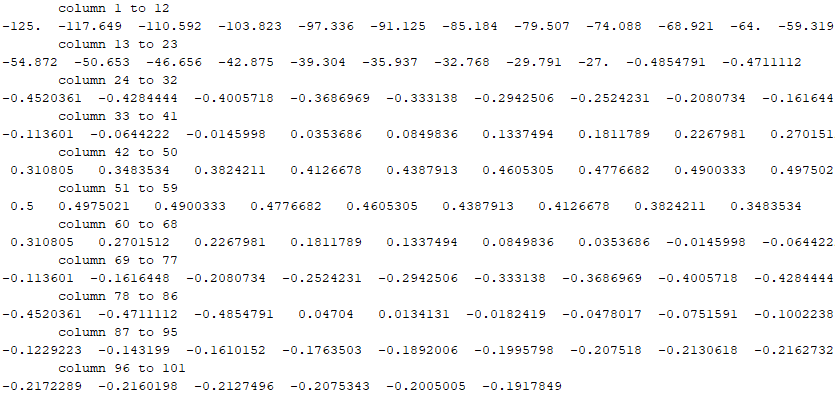 column 1 to 12
-125. -117.649 -110.592 -103.823 -97.336 -91.125 -85.184 -79.507 -74.088 -68.921 -64. -59.319
column 13 to 23
-54.872 -50.653 -46.656 -42.875 -39.304 -35.937 -32.768 -29.791 -27. -0.4854791 -0.4711112
column 24 to 32
-0.4520361 -0.4284444 -0.4005718 -0.3686969 -0.333138 -0.2942506 -0.2524231 -0.2080734 -0.161644
column 33 to 41
-0.113601 -0.0644222 -0.0145998 0.0353686 0.0849836 0.1337494 0.1811789 0.2267981 0.270151
column 42 to 50
0.310805 0.3483534 0.3824211 0.4126678 0.4387913 0.4605305 0.4776682 0.4900333 0.497502
column 51 to 59
0.5 0.4975021 0.4900333 0.4776682 0.4605305 0.4387913 0.4126678 0.3824211 0.3483534
column 60 to 68
0.310805 0.2701512 0.2267981 0.1811789 0.1337494 0.0849836 0.0353686 -0.0145998 -0.064422
column 69 to 77
-0.113601 -0.1616448 -0.2080734 -0.2524231 -0.2942506 -0.333138 -0.3686969 -0.4005718 -0.4284444
column 78 to 86
-0.4520361 -0.4711112 -0.4854791 0.04704 0.0134131 -0.0182419 -0.0478017 -0.0751591 -0.1002238
column 87 to 95
-0.1229223 -0.143199 -0.1610152 -0.1763503 -0.1892006 -0.1995798 -0.207518 -0.2130618 -0.2162732
column 96 to 101
-0.2172289 -0.2160198 -0.2127496 -0.2075343 -0.2005005 -0.1917849